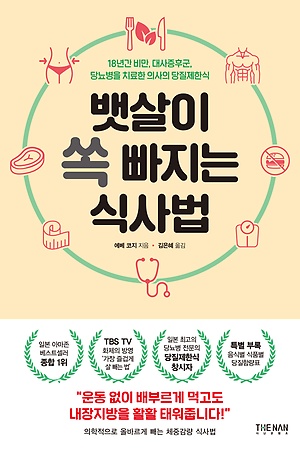 18년간 비만, 대사중후군,
당뇨병을 치료한 의사의 당질제한식
뱃살이
쏙 빠지는
식사법
에베 코지 지음 • 김은혜 옮김
일본 아마존
베스트셀러
종합 1위
TBS TV
화제의 방영
'가장 즐겁게
살 빼는 법'
일본 최고의
당뇨병 전문의
당질제한식
창시자
특별 부록
음식별 식품별
당질함량표
"운동 없이 배부르게 먹고도
내장지방을 활활 태워줍니다!"
의학적으로 올바르게 빼는 체중감량 식사법
THENAN